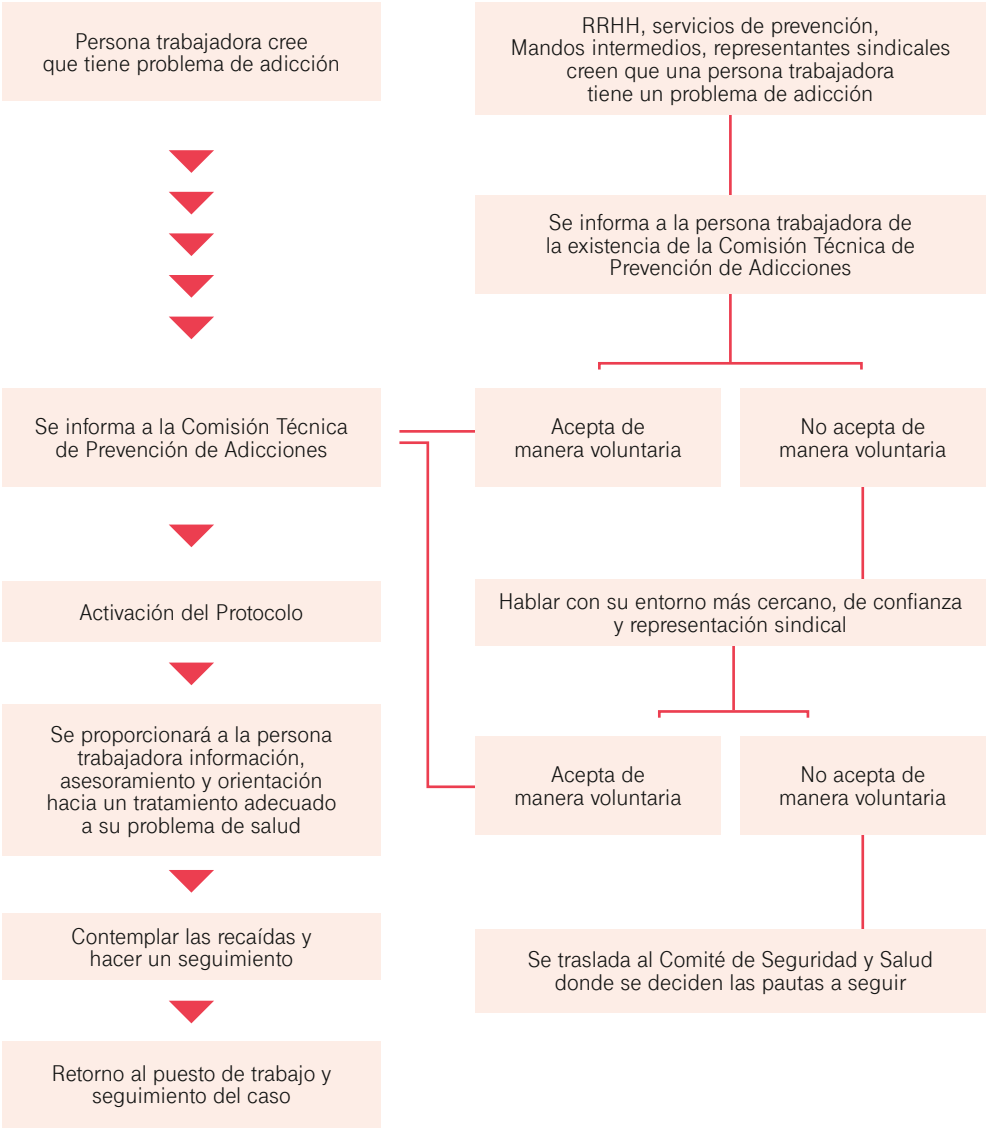 Persona trabajadora cree
que tiene problema de adicción
RRHH, servicios de prevención,
Mandos intermedios, representantes sindicales
creen que una persona trabajadora
tiene un problema de adicción
Se informa a la persona trabajadora de
la existencia de la Comisión Técnica de
Prevención de Adicciones
Se informa a la Comisión Técnica
de Prevención de Adicciones
Acepta de
manera voluntaria
No acepta de
manera voluntaria
Activación del Protocolo
Hablar con su entorno más cercano, de confianza
y representación sindical
Se proporcionará a la persona
trabajadora información,
asesoramiento y orientación
hacia un tratamiento adecuado
a su problema de salud
Acepta de
manera voluntaria
No acepta de
manera voluntaria
Contemplar las recaídas y
hacer un seguimiento
Se traslada al Comité de Seguridad y Salud
donde se deciden las pautas a seguir
Retorno al puesto de trabajo y
seguimiento del caso